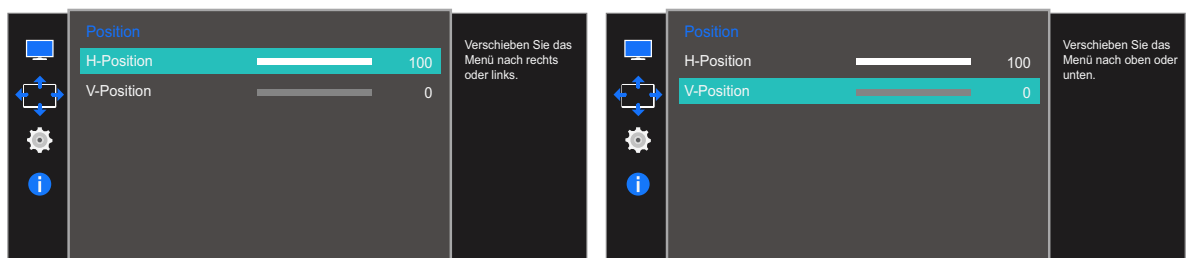 Position
H-Position 100
V-Position 0
Verschieben Sie das
Menü nach rechts
oder links.
Position
H-Position 100
V-Position 0
Verschieben Sie das
Menü nach oben oder
unten.